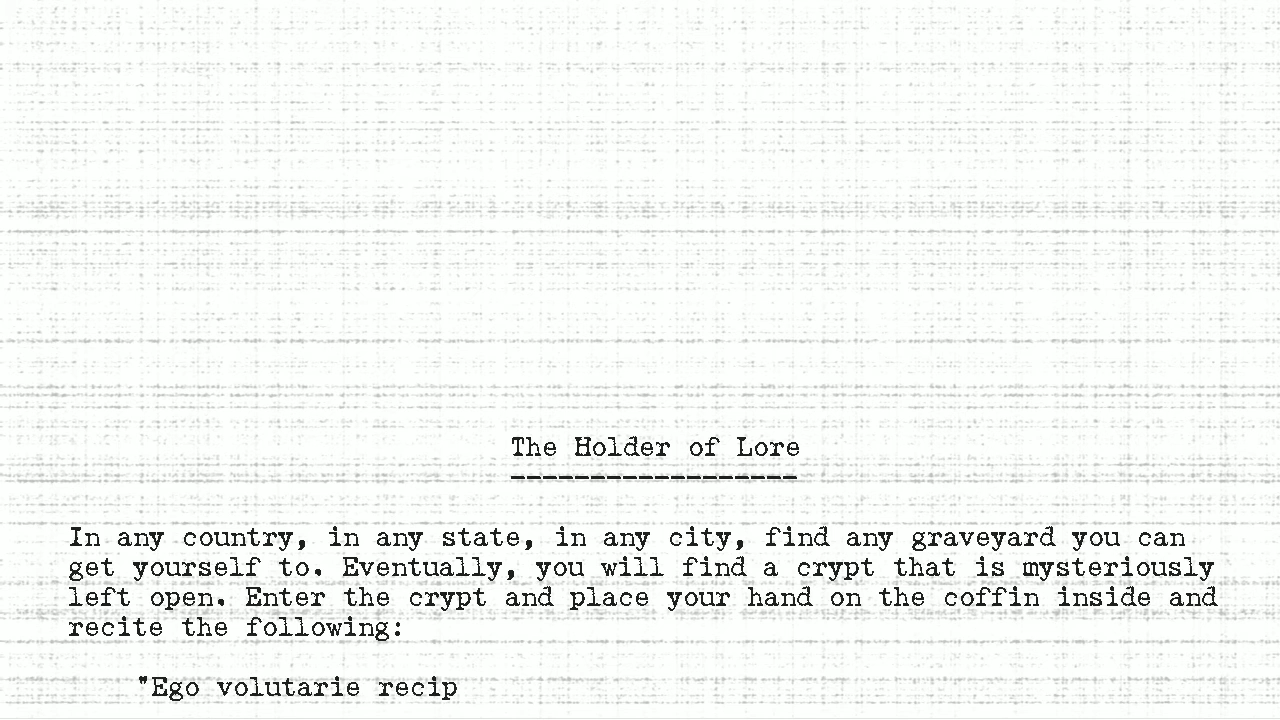 The Holder of Lore
------------------
In any country, in any state, in any city, find any graveyard you can
get yourself to. Eventually, you will find a crypt that is mysteriously
left open. Enter the crypt and place your hand on the coffin inside and
recite the following:
"Ego volutarie recip